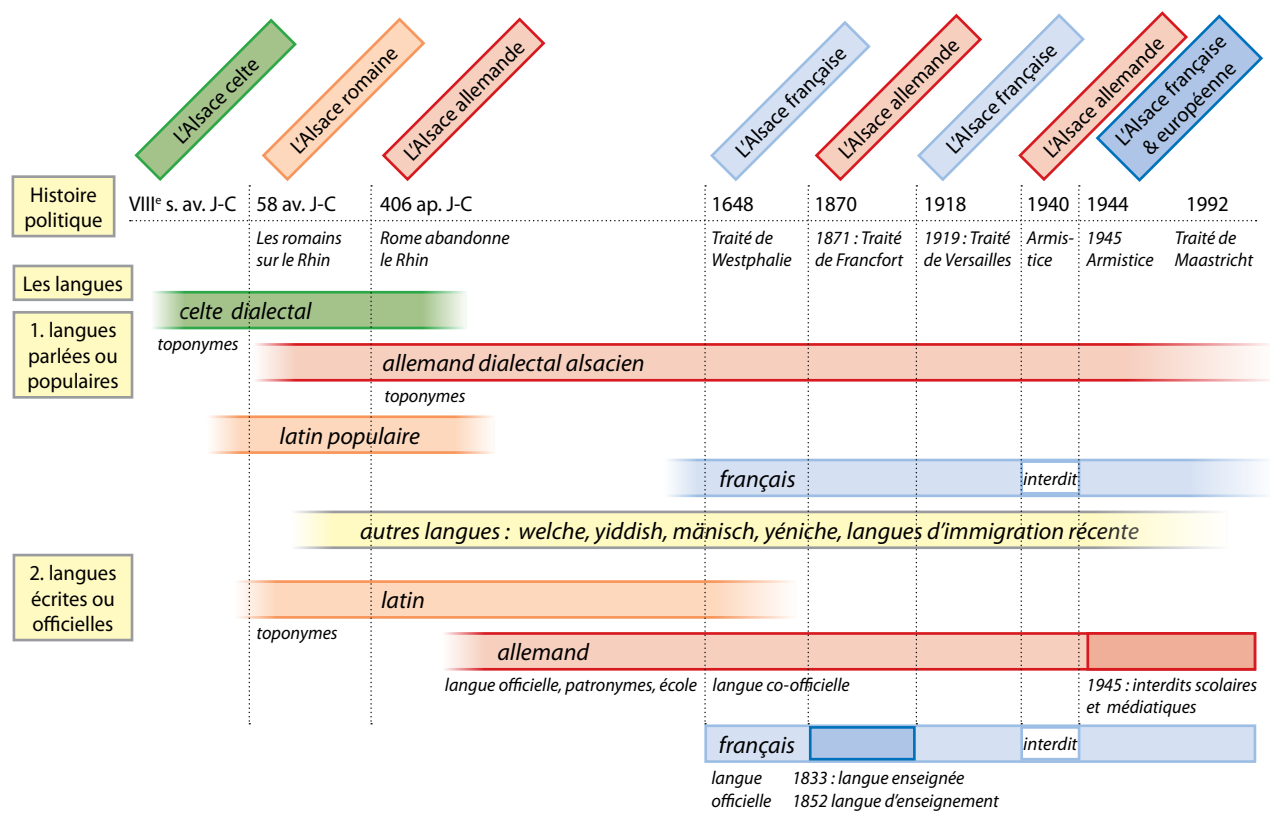 L'Alsace celte
L'Alsace romaine
L'Alsace allemande
L'Alsace française
L'Alsace allemande
L'Alsace française
L'Alsace allemande
L'Alsace française
& européenne
Histoire
politique
VIIIe s. av. J-C
58 av. J-C
406 ap. J-C
1648
1870
1918
1940
1944
1992
Les romains
sur le Rhin
Rome abandonne
le Rhin
Traité de
Westphalie
1871 : Traité
de Francfort
1919 : Traité
de Versailles
Armis-
tice
1945
Armistice
Traité de
Maastricht
Les langues
celte dialectal
toponymes
1. langues
parlées ou
populaires
allemand dialectal alsacien
toponymes
latin populaire
français
interdit
autres langues : welche, yiddish, mänisch, yéniche, langues d'immigration récente
2. langues
écrites ou
officielles
latin
toponymes
allemand
langue officielle, patronymes, école
langue co-officielle
1945 : interdits scolaires
et médiatiques
français
interdit
langue
officielle
1833 : langue enseignée
1852 langue d'enseignement